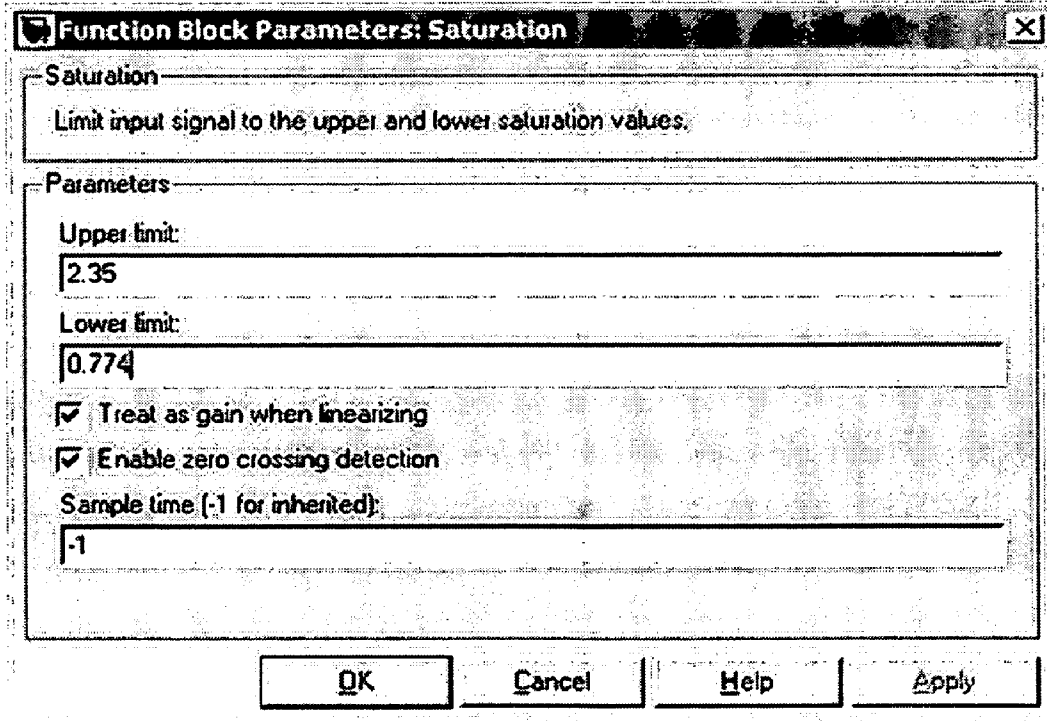 Function Block Parameters: Saturation
Saturation
Limit input signal to the upper and lower saturation values.
Parameters
Upper limit:
2.35
Lower limit:
0.774
Treat as gain when linearizing
Enable zero crossing detection
Sample time (-1 for inherited):
-1
OK Cancel Help Apply